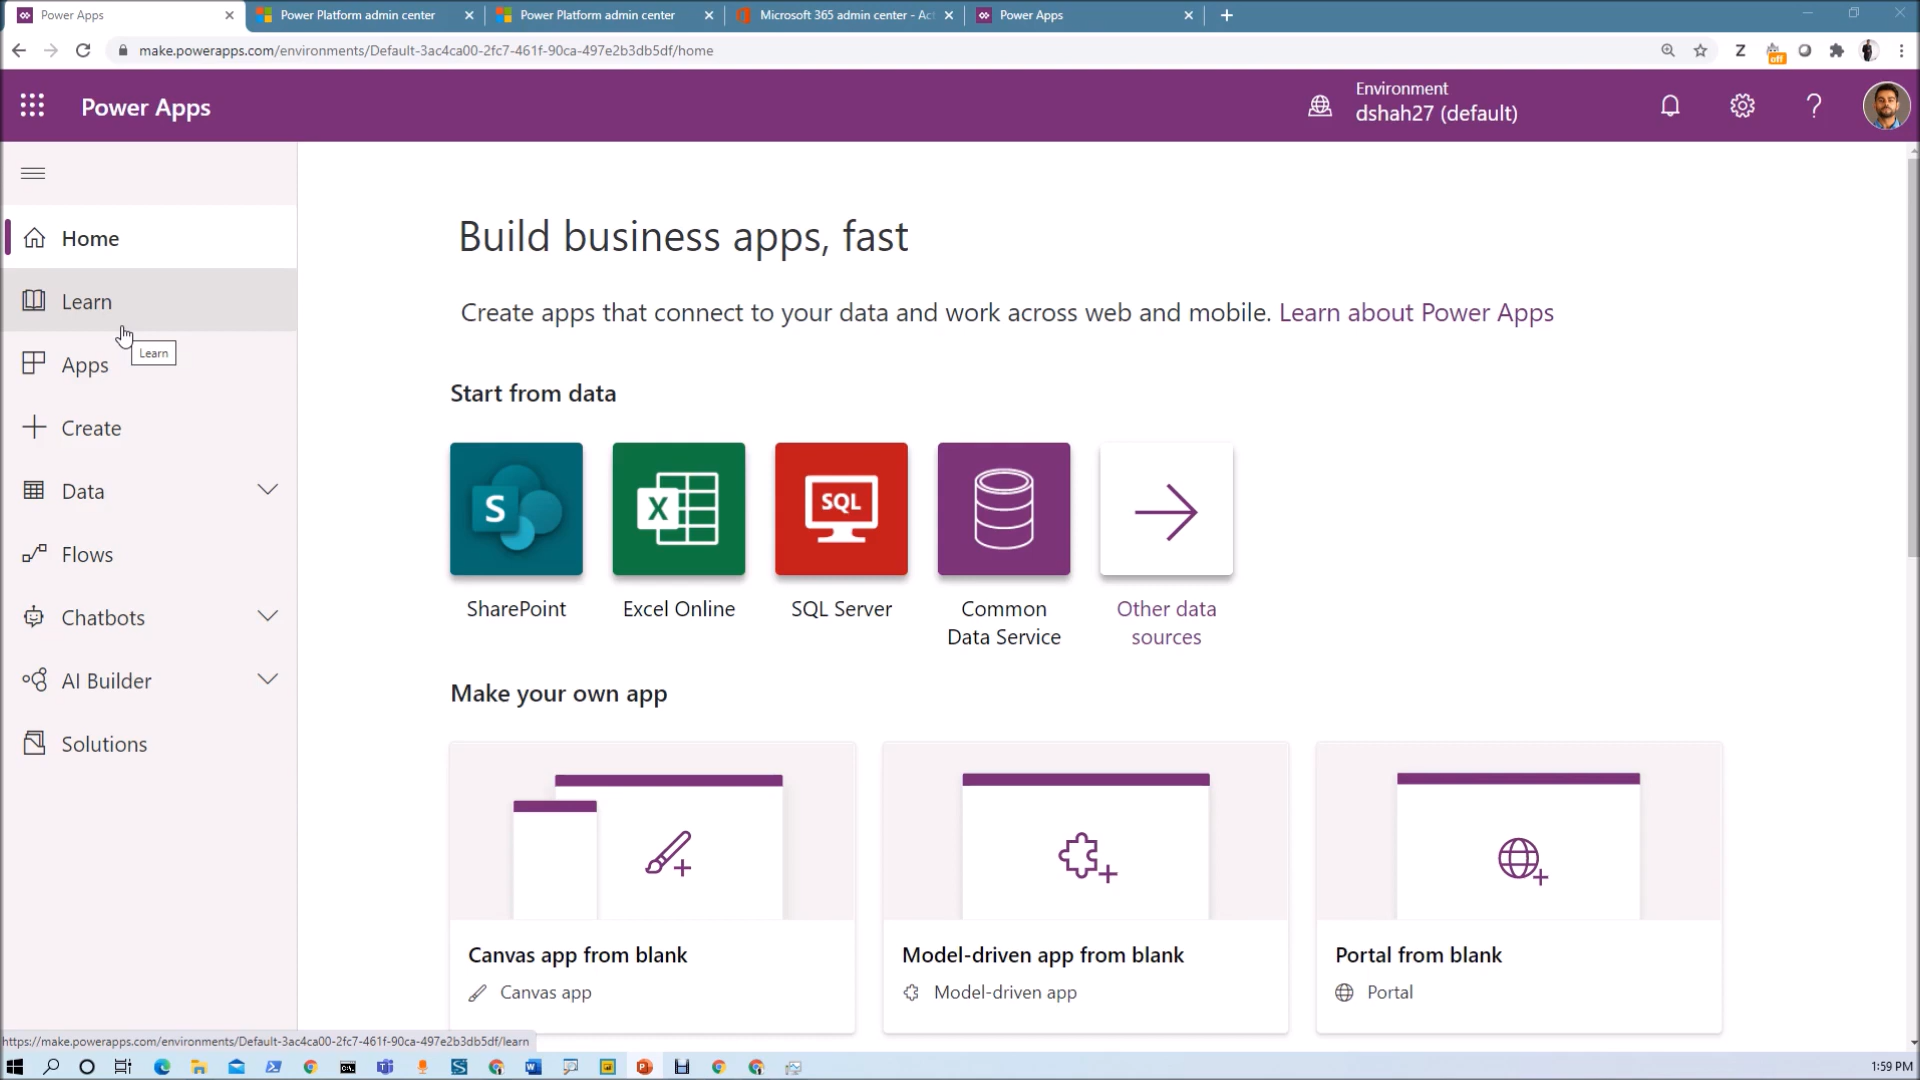 Power Apps
Power Platform admin center
Power Platform admin center
Microsoft 365 admin center - Ac
Power Apps
make.powerapps.com/environments/Default-3ac4ca00-2fc7-461f-90ca-497e2b3db5df/home
Z
off
Power Apps
Environment
dshah27 (default)
Home
Learn
Learn
Apps
Create
Data
Flows
Chatbots
AI Builder
Solutions
Build business apps, fast
Create apps that connect to your data and work across web and mobile. Learn about Power Apps
Start from data
S
X
SQL
SharePoint
Excel Online
SQL Server
Common
Data Service
Other data
sources
Make your own app
Canvas app from blank
Canvas app
Model-driven app from blank
Model-driven app
Portal from blank
Portal
https://make.powerapps.com/environments/Default-3ac4ca00-2fc7-461f-90ca-497e2b3db5df/learn
1:59 PM